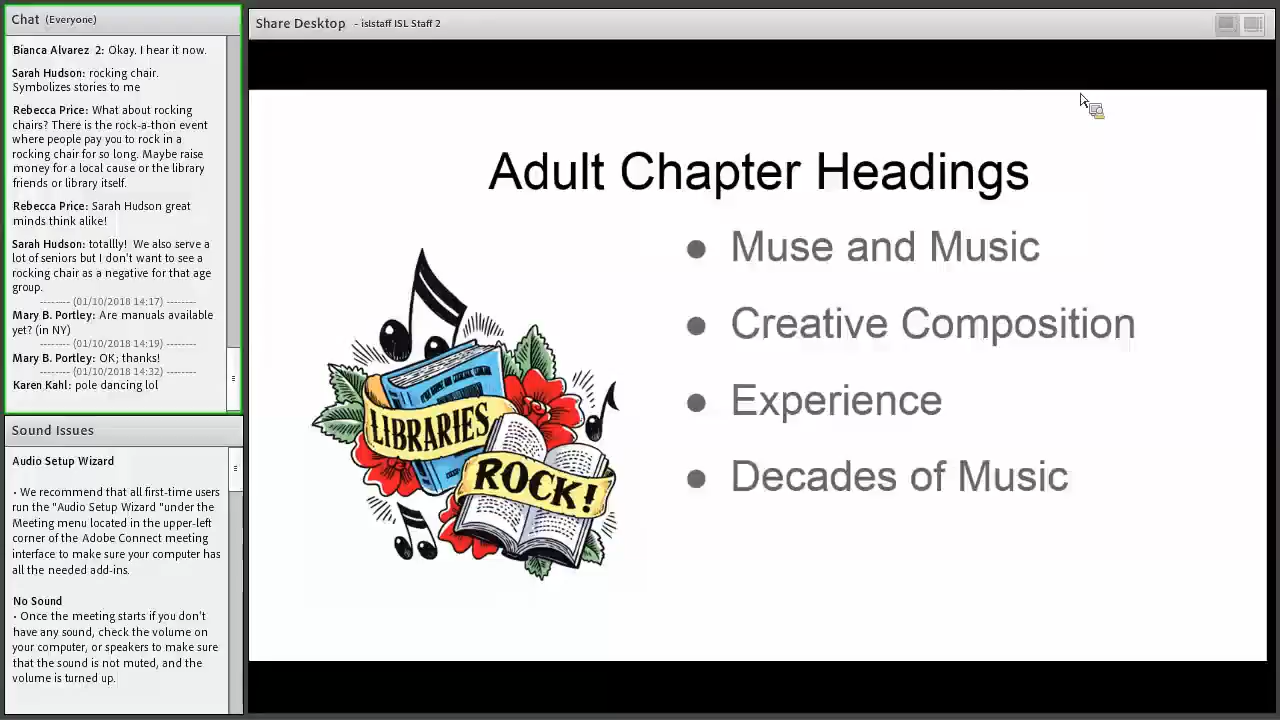 Chat (Everyone)
Bianca Alvarez 2: Okay. I hear it now.
Sarah Hudson: rocking chair.
Symbolizes stories to me
Rebecca Price: What about rocking
chairs? There is the rock-a-thon event
where people pay you to rock in a
rocking chair for so long. Maybe raise
money for a local cause or the library
friends or library itself.
Rebecca Price: Sarah Hudson great
minds think alike!
Sarah Hudson: totallly! We also serve a
lot of seniors but I don't want to see a
rocking chair as a negative for that age
group.
-------- (01/10/2018 14:17) --------
Mary B. Portley: Are manuals available
yet? (in NY)
-------- (01/10/2018 14:19) --------
Mary B. Portley: OK; thanks!
-------- (01/10/2018 14:32) --------
Karen Kahl: pole dancing lol
Sound Issues
Audio Setup Wizard
• We recommend that all first-time users
run the "Audio Setup Wizard "under the
Meeting menu located in the upper-left
corner of the Adobe Connect meeting
interface to make sure your computer has
all the needed add-ins.
No Sound
• Once the meeting starts if you don't
have any sound, check the volume on
your computer, or speakers to make sure
that the sound is not muted, and the
volume is turned up.
Share Desktop - islstaff ISL Staff 2
Adult Chapter Headings
● Muse and Music
● Creative Composition
● Experience
● Decades of Music
LIBRARIES
ROCK!